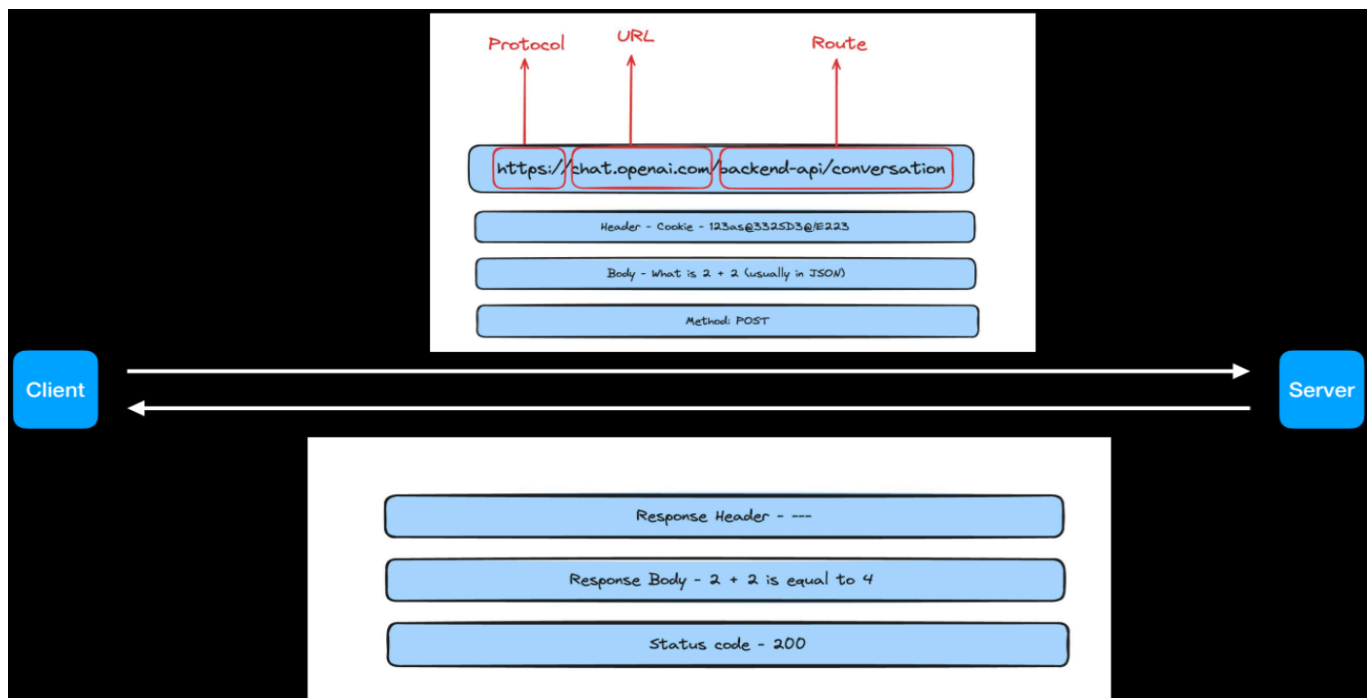 Protocol URL Route
https://chat.openai.com/backend-api/conversation
Header - Cookie - 123as@3325D3@!E223
Body - What is 2 + 2 (usually in JSON)
Method: POST
Client
Server
Response Header - ---
Response Body - 2 + 2 is equal to 4
Status code - 200